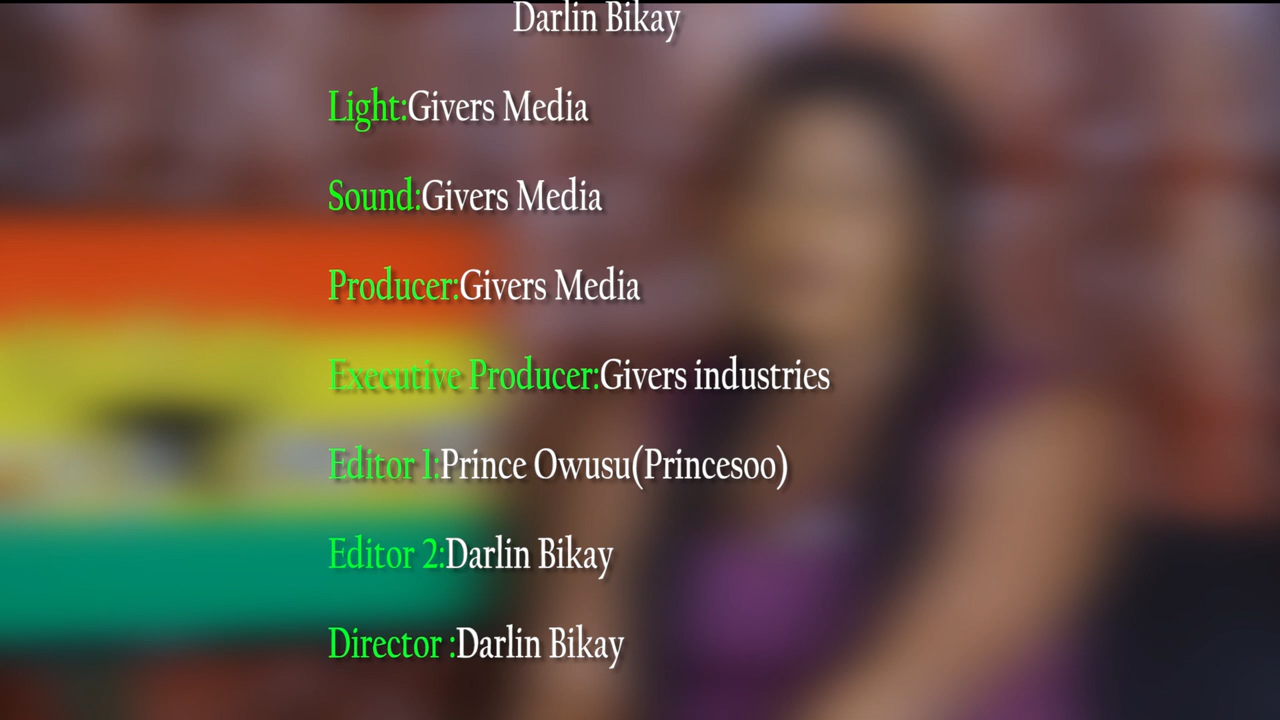 Darlin Bikay
Light:Givers Media
Sound:Givers Media
Producer:Givers Media
Executive Producer:Givers industries
Editor 1:Prince Owusu(Princesoo)
Editor 2:Darlin Bikay
Director :Darlin Bikay